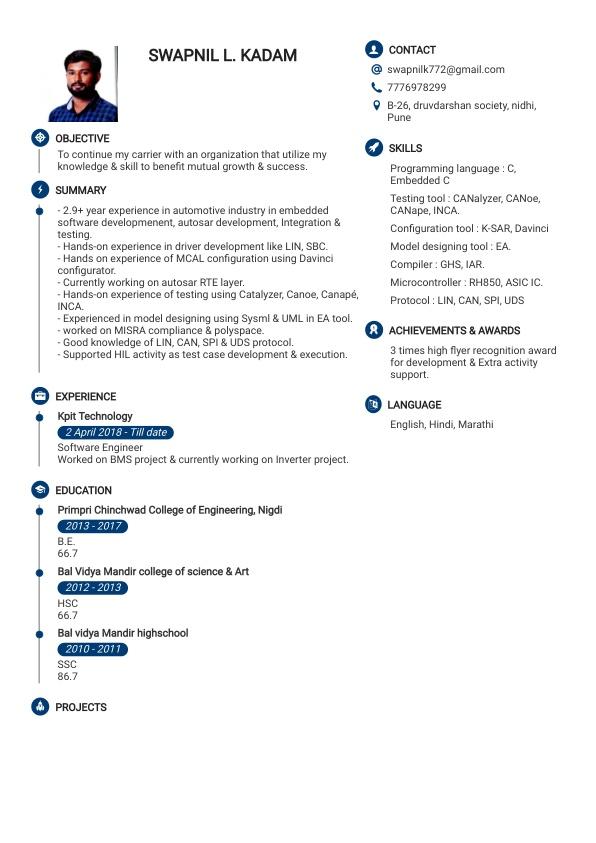 SWAPNIL L. KADAM
OBJECTIVE
To continue my carrier with an organization that utilize my
knowledge & skill to benefit mutual growth & success.
SUMMARY
- 2.9+ year experience in automotive industry in embedded
software developmenent, autosar development, Integration &
testing.
- Hands-on experience in driver development like LIN, SBC.
- Hands on experience of MCAL configuration using Davinci
configurator.
- Currently working on autosar RTE layer.
- Hands-on experience of testing using Catalyzer, Canoe, Canapé,
INCA.
- Experienced in model designing using Sysml & UML in EA tool.
- worked on MISRA compliance & polyspace.
- Good knowledge of LIN, CAN, SPI & UDS protocol.
- Supported HIL activity as test case development & execution.
EXPERIENCE
Kpit Technology
2 April 2018 - Till date
Software Engineer
Worked on BMS project & currently working on Inverter project.
EDUCATION
Primpri Chinchwad College of Engineering, Nigdi
2013 - 2017
B.E.
66.7
Bal Vidya Mandir college of science & Art
2012 - 2013
HSC
66.7
Bal vidya Mandir highschool
2010 - 2011
SSC
86.7
PROJECTS
CONTACT
swapnilk772@gmail.com
7776978299
B-26, druvdarshan society, nidhi,
Pune
SKILLS
Programming language : C,
Embedded C
Testing tool : CANalyzer, CANoe,
CANape, INCA.
Configuration tool : K-SAR, Davinci
Model designing tool : EA.
Compiler : GHS, IAR.
Microcontroller : RH850, ASIC IC.
Protocol : LIN, CAN, SPI, UDS
ACHIEVEMENTS & AWARDS
3 times high flyer recognition award
for development & Extra activity
support.
LANGUAGE
English, Hindi, Marathi